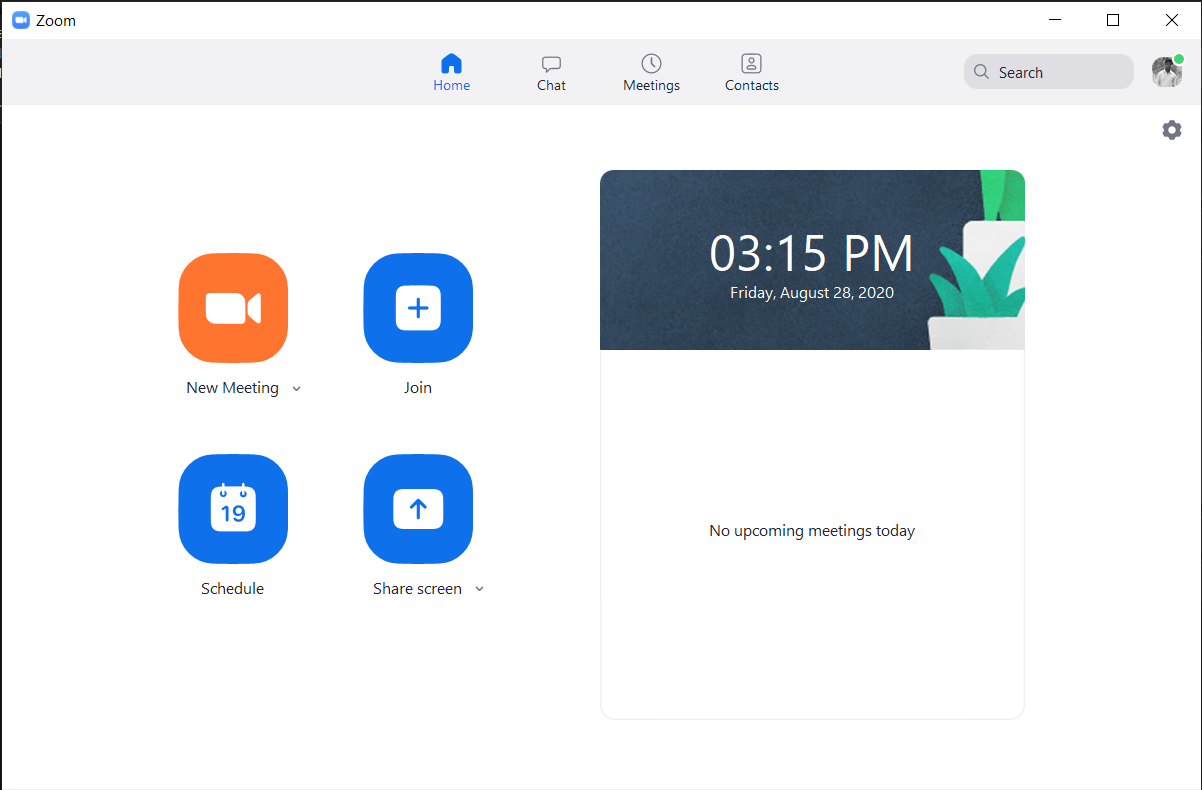 Zoom
Home
Chat
Meetings
Contacts
Search
03:15 PM
Friday, August 28, 2020
New Meeting
Join
19
Schedule
Share screen
No upcoming meetings today